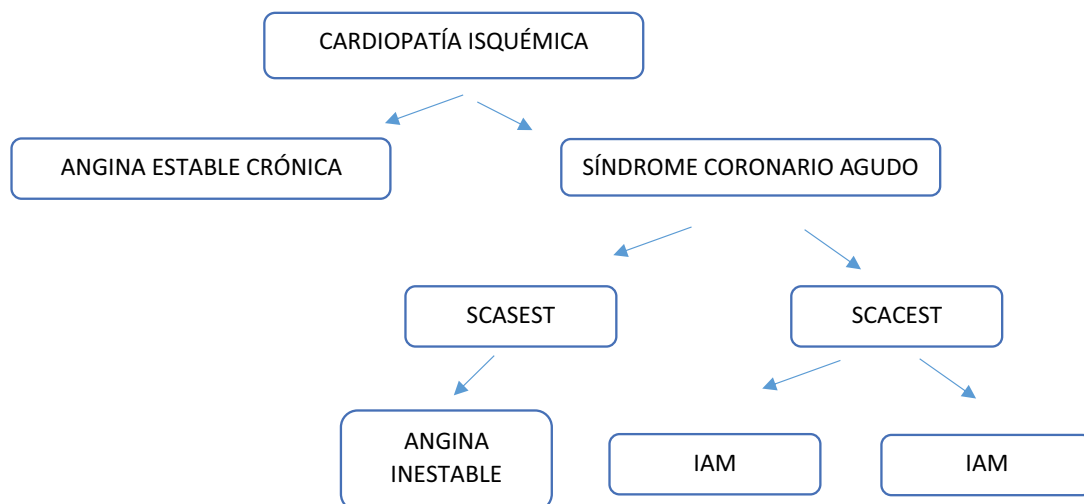 CARDIOPATÍA ISQUÉMICA
ANGINA ESTABLE CRÓNICA
SÍNDROME CORONARIO AGUDO
SCASEST
SCACEST
ANGINA
INESTABLE
IAM
IAM